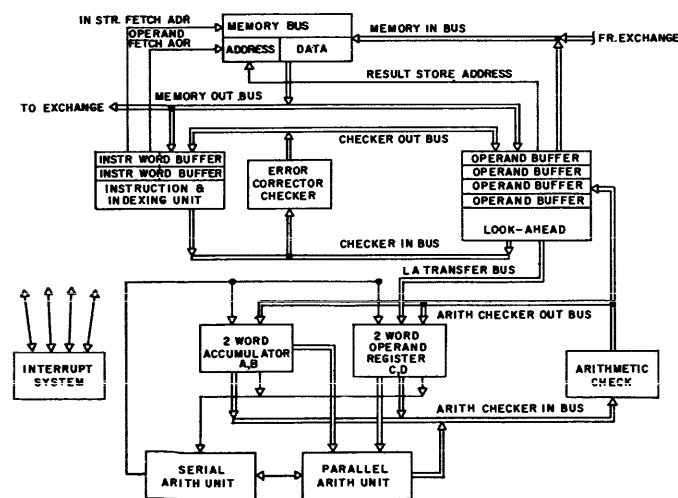 IN STR. FETCH ADR
OPERAND
FETCH AOR
MEMORY BUS
ADDRESS
DATA
MEMORY IN BUS
FR. EXCHANGE
RESULT STORE ADDRESS
MEMORY OUT BUS
TO EXCHANGE
CHECKER OUT BUS
INSTR WORD BUFFER
INSTR WORD BUFFER
INSTRUCTION &
INDEXING UNIT
ERROR
CORRECTOR
CHECKER
OPERAND BUFFER
OPERAND BUFFER
OPERAND BUFFER
OPERAND BUFFER
LOOK-AHEAD
CHECKER IN BUS
LA TRANSFER BUS
ARITH CHECKER OUT BUS
INTERRUPT
SYSTEM
2 WORD
ACCUMULATOR
A,B
2 WORD
OPERAND
REGISTER
C,D
ARITHMETIC
CHECK
ARITH CHECKER IN BUS
SERIAL
ARITH UNIT
PARALLEL
ARITH UNIT